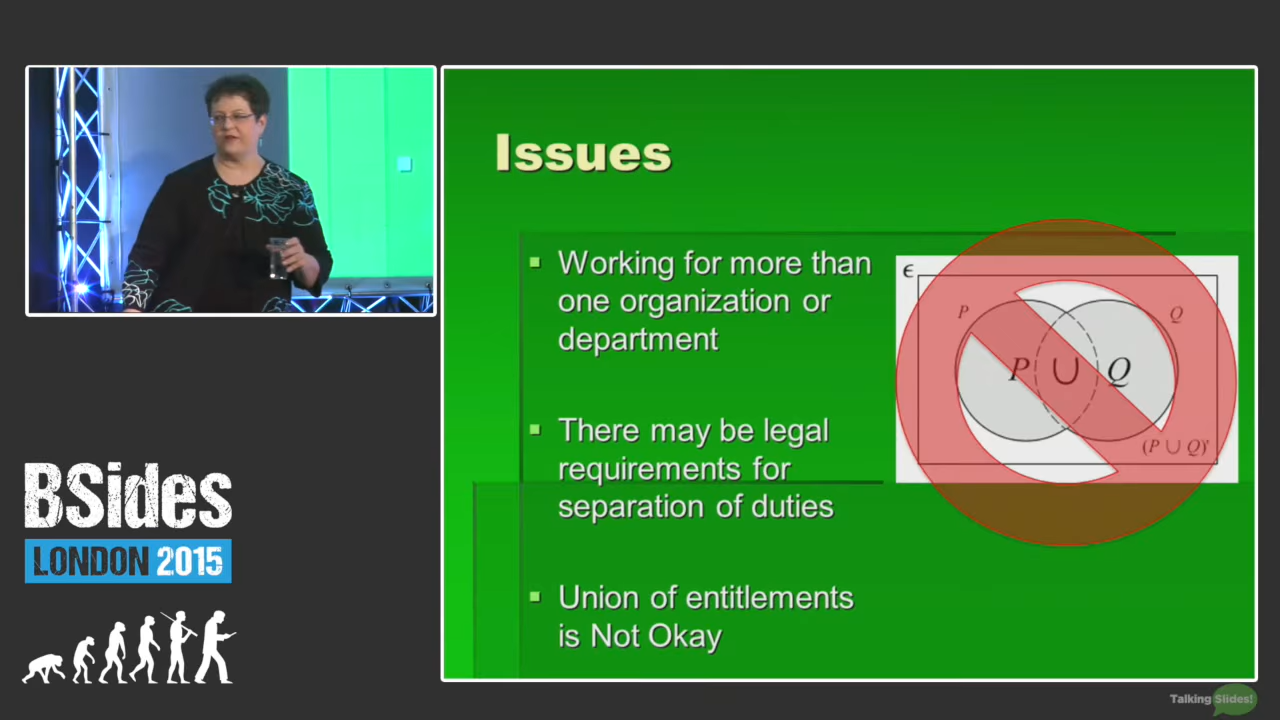 Issues
Working for more than
one organization or
department
There may be legal
requirements for
separation of duties
Union of entitlements
is Not Okay
ϵ
P
Q
P ∪ Q
(P ∪ Q)'
BSides
LONDON 2015
Talking Slides!